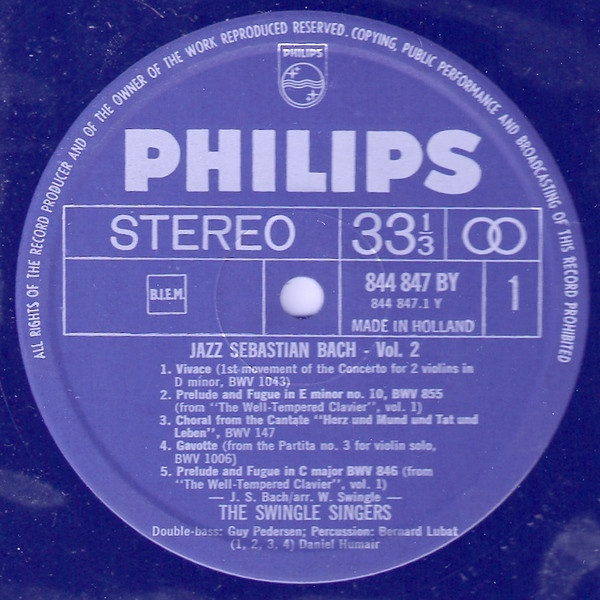 ALL RIGHTS OF THE RECORD PRODUCER AND OF THE OWNER OF THE WORK REPRODUCED RESERVED. COPYING, PUBLIC PERFORMANCE AND BROADCASTING OF THIS RECORD PROHIBITED
PHILIPS
PHILIPS
STEREO 33 1/3
B.I.E.M. 844 847 BY 1
844 847.1 Y
MADE IN HOLLAND
JAZZ SEBASTIAN BACH - Vol. 2
1. Vivace (1st movement of the Concerto for 2 violins in
D minor, BWV 1043)
2. Prelude and Fugue in E minor no. 10, BWV 855
(from "The Well-Tempered Clavier", vol. 1)
3. Choral from the Cantate "Herz und Mund und Tat und
Leben", BWV 147
4. Gavotte (from the Partita no. 3 for violin solo,
BWV 1006)
5. Prelude and Fugue in C major BWV 846 (from
"The Well-Tempered Clavier", vol. 1)
— J. S. Bach/arr. W. Swingle —
THE SWINGLE SINGERS
Double-bass: Guy Pedersen; Percussion: Bernard Lubat
(1, 2, 3, 4) Daniel Humair